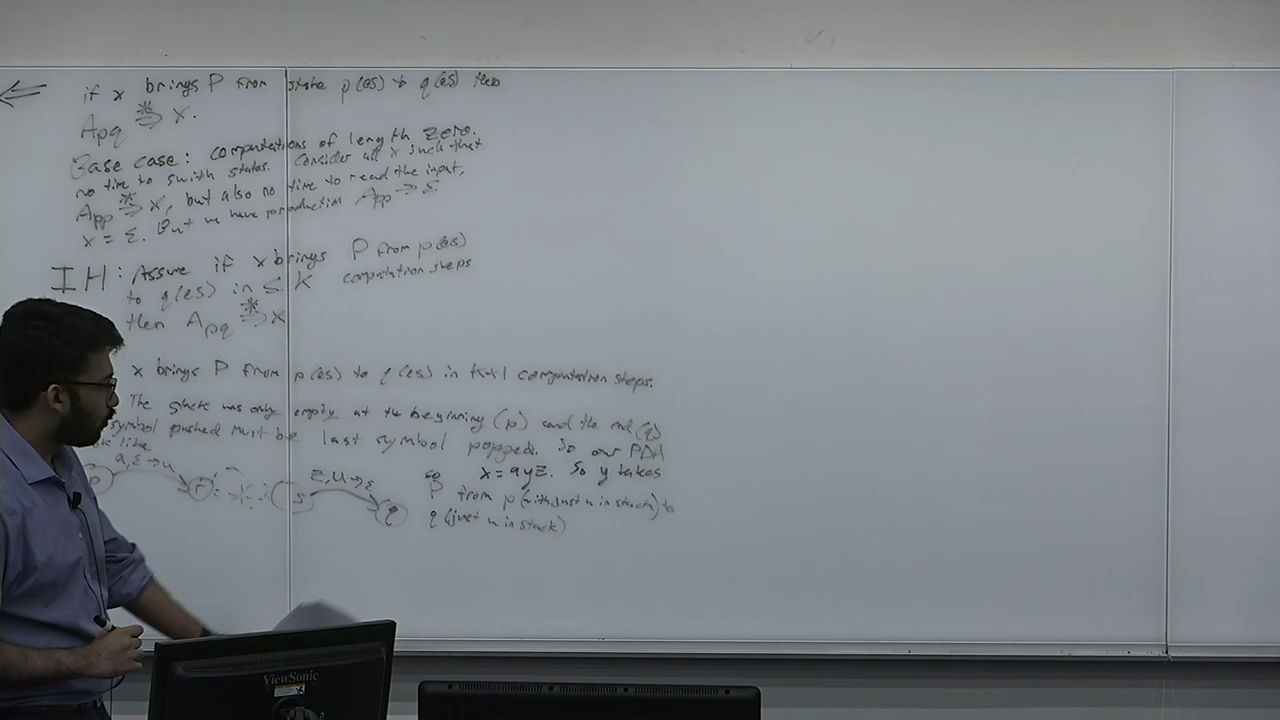 ⇐ if x brings P from state p(es) to q(es) then
Apq ⇒* x.
Base case: computations of length zero.
no time to swith states. Consider all x such that
App ⇒* x, but also no time to read the input,
x = ε. But we have production App → ε
IH: Assume if x brings P from p(es)
to q(es) in ≤ K computation steps
then Apq ⇒* x
x brings P from p(es) to q(es) in k+1 computation steps.
The stack was only empty at the beginning (p) and the end (q)
symbol pushed must be last symbol popped. So our PDA
like
a, ε → u
r
s
z, u → ε
q
so x = ayz. So y takes
P from p (with just u in stack) to
q (just u in stack)
ViewSonic